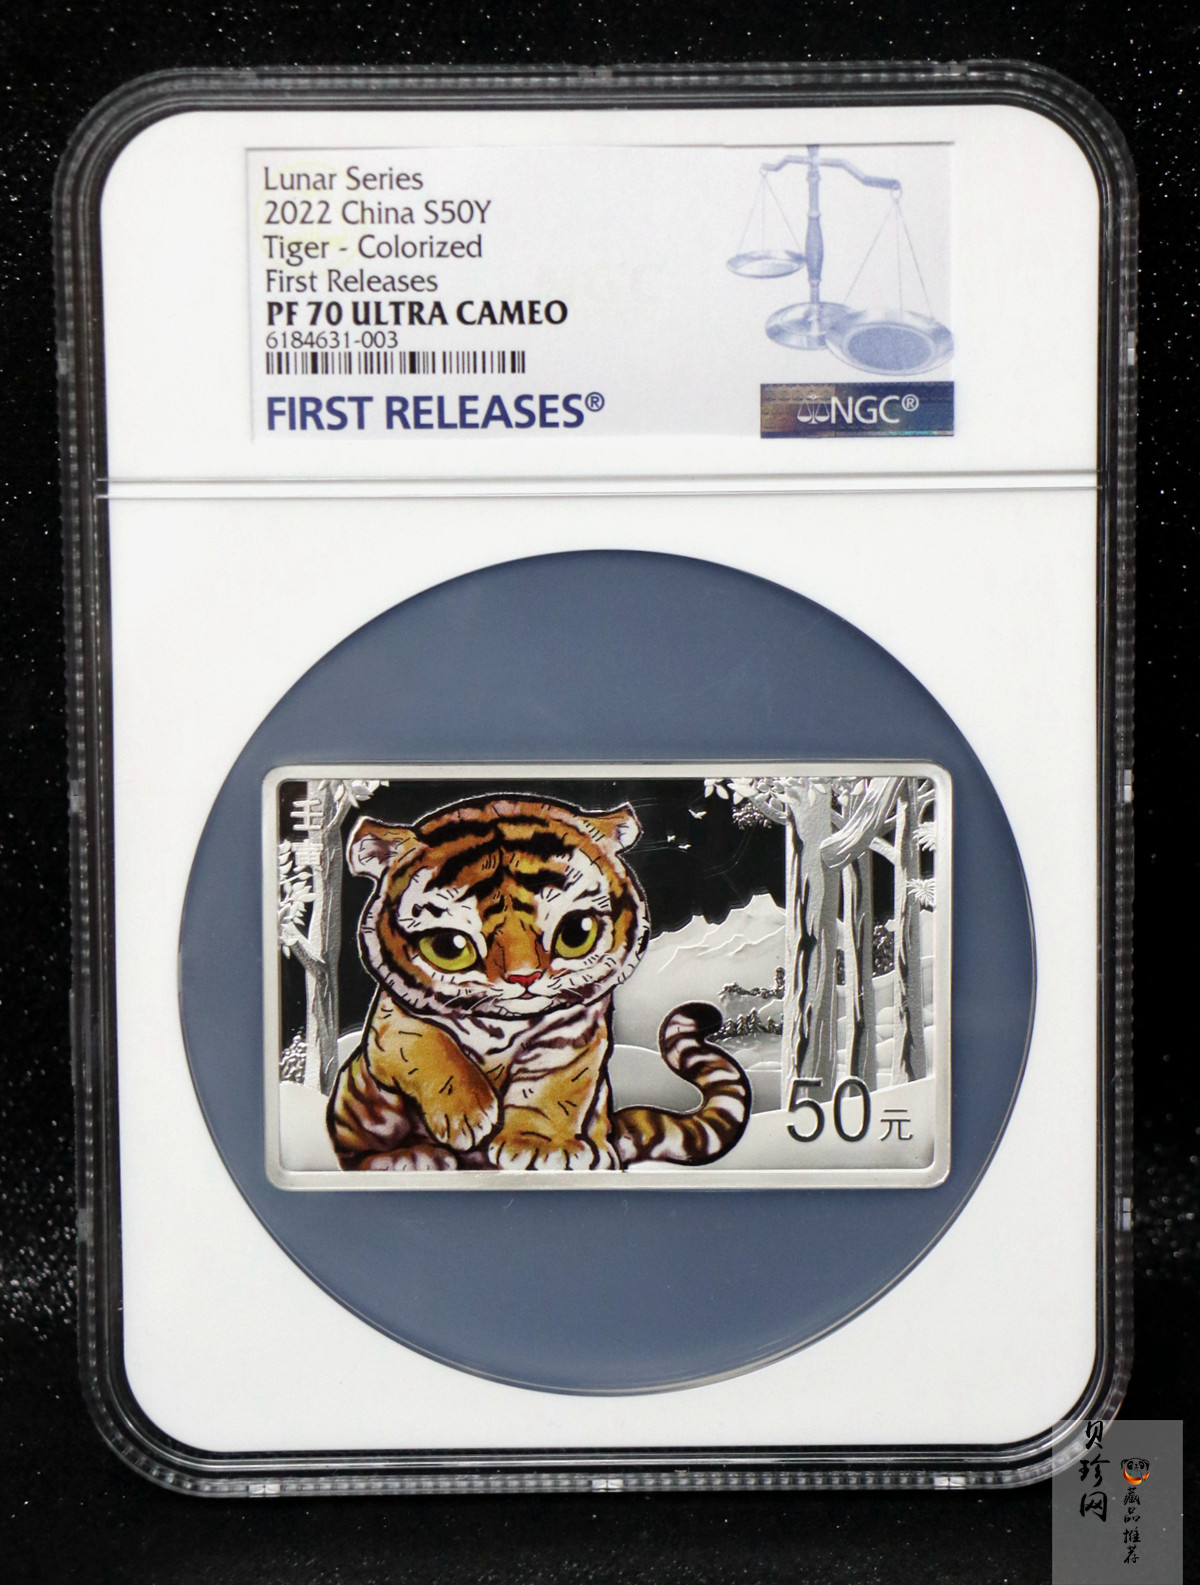 Lunar Series
2022 China S50Y
Tiger - Colorized
First Releases
PF 70 ULTRA CAMEO
6184631-003
FIRST RELEASES®
NGC®
壬寅
50元
贝珍网
藏品推荐